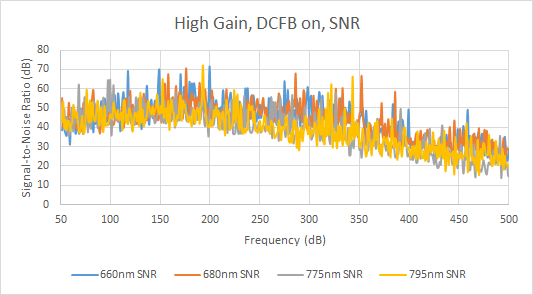 High Gain, DCFB on, SNR
Signal-to-Noise Ratio (dB)
80
70
60
50
40
30
20
10
0
50 100 150 200 250 300 350 400 450 500
Frequency (dB)
660nm SNR 680nm SNR 775nm SNR 795nm SNR